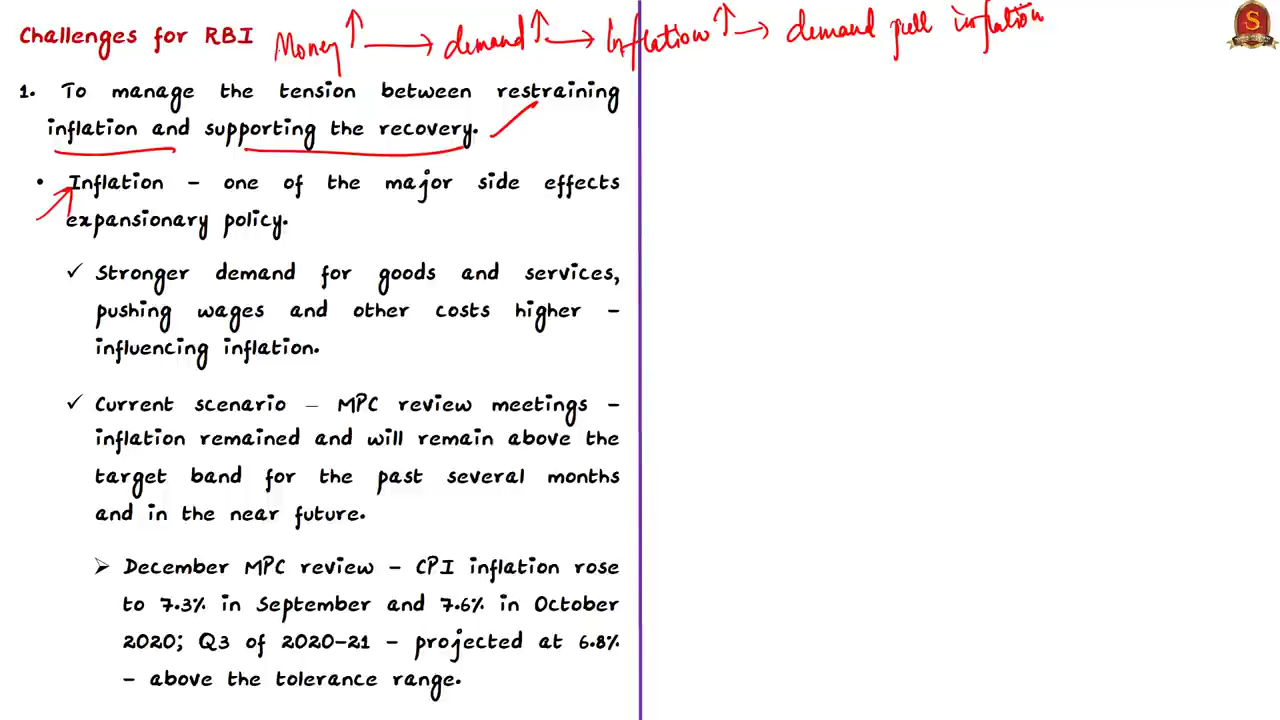 Challenges for RBI Money ↑ → demand ↑ → Inflation ↑ → demand pull inflation
1. To manage the tension between restraining
inflation and supporting the recovery.
• Inflation – one of the major side effects
expansionary policy.
✓ Stronger demand for goods and services,
pushing wages and other costs higher –
influencing inflation.
✓ Current scenario – MPC review meetings –
inflation remained and will remain above the
target band for the past several months
and in the near future.
➢ December MPC review – CPI inflation rose
to 7.3% in September and 7.6% in October
2020; Q3 of 2020-21 – projected at 6.8%
– above the tolerance range.
S